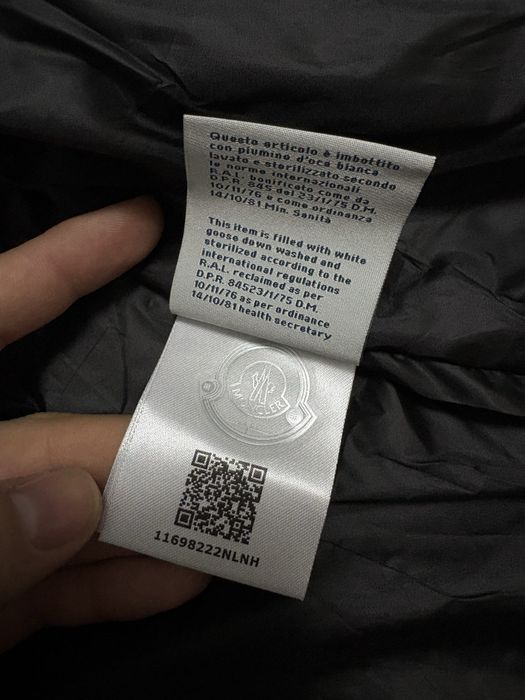 Questo articolo è imbottito
con piumino d'oca bianca
lavato e sterilizzato secondo
le norme internazionali
R.A.L. bonificato come da
D.P.R. 845 del 23/1/75 D.M.
10/11/76 e come ordinanza
14/10/81 Min. Sanità
This item is filled with white
goose down washed and
sterilized according to the
international regulations
R.A.L. reclaimed as per
D.P.R. 84523/1/75 D.M.
10/11/76 as per ordinance
14/10/81 health secretary
MONCLER
11698222NLNH